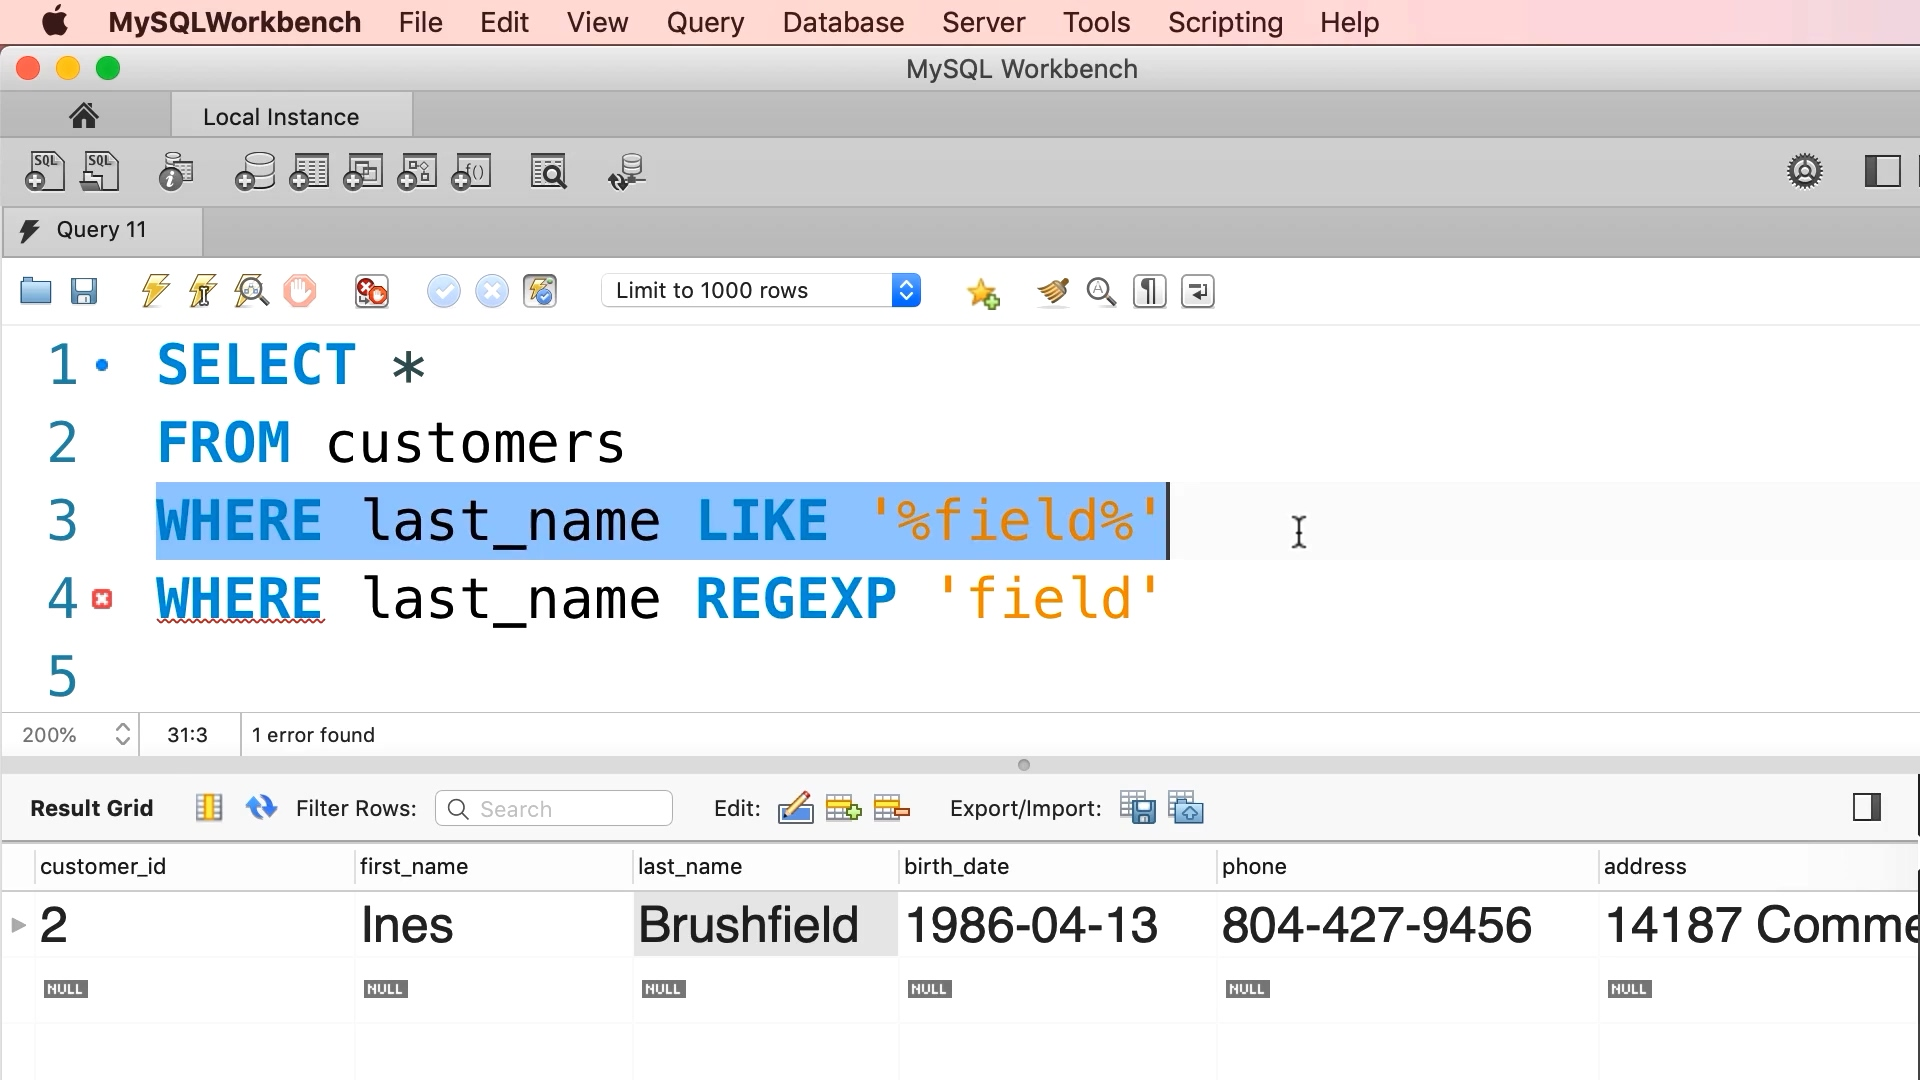 MySQLWorkbench File Edit View Query Database Server Tools Scripting Help
MySQL Workbench
Local Instance
SQL SQL i f()
Query 11
Limit to 1000 rows
1 SELECT *
2 FROM customers
3 WHERE last_name LIKE '%field%'
4 WHERE last_name REGEXP 'field'
5
200% 31:3 1 error found
Result Grid Filter Rows: Search Edit: Export/Import:
customer_id first_name last_name birth_date phone address
2 Ines Brushfield 1986-04-13 804-427-9456 14187 Comme
NULL NULL NULL NULL NULL NULL